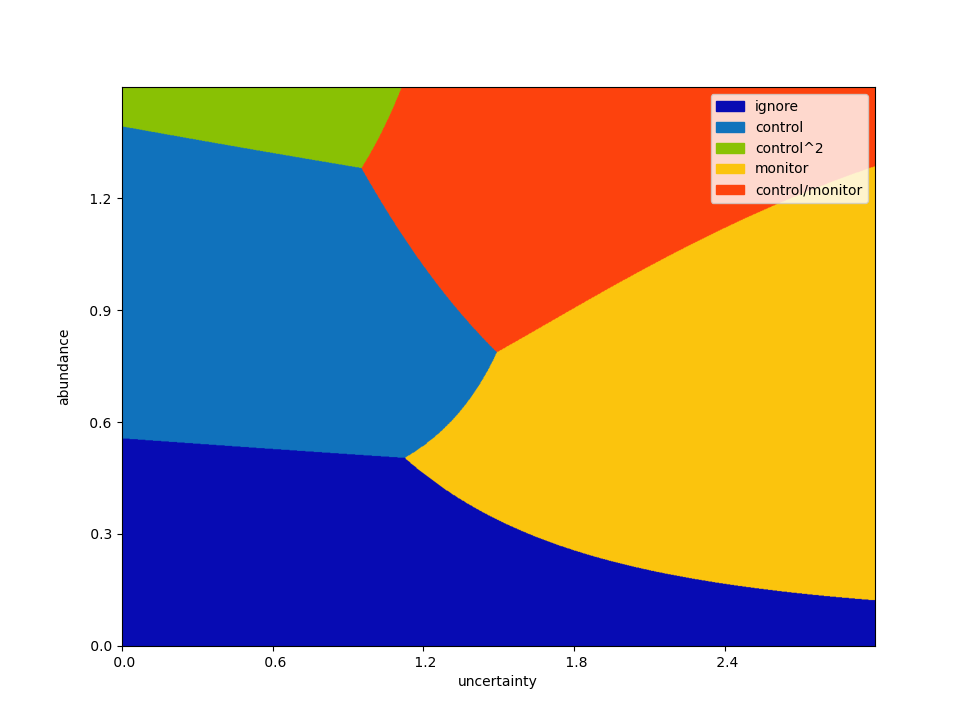 ignore
control
control^2
monitor
control/monitor
1.2
0.9
0.6
0.3
0.0
abundance
0.0 0.6 1.2 1.8 2.4
uncertainty